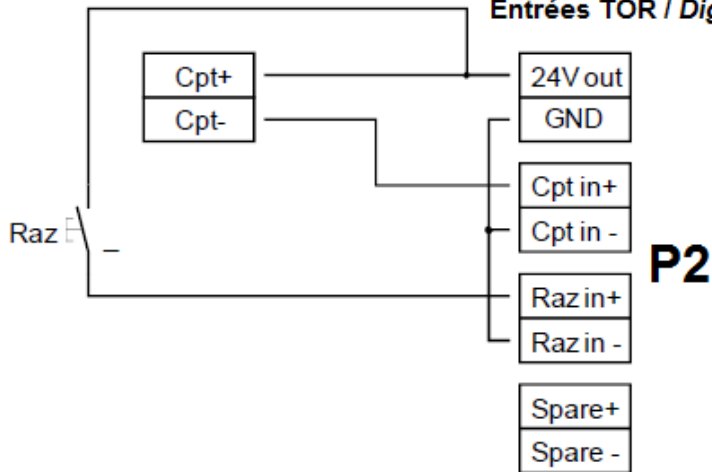 Entrées TOR / Dig
Cpt+
24V out
Cpt-
GND
Cpt in+
Raz
Cpt in -
P2
Raz in+
Raz in -
Spare+
Spare -